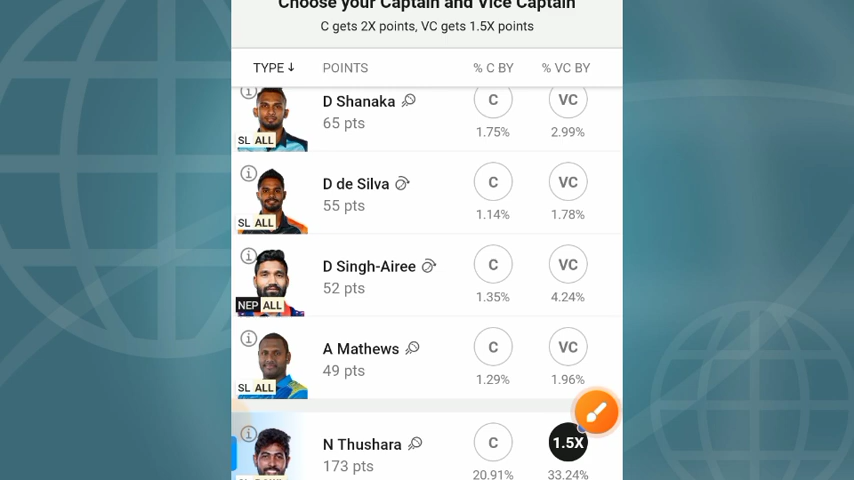 Choose your Captain and Vice Captain
C gets 2X points, VC gets 1.5X points
TYPE ↓ POINTS % C BY % VC BY
D Shanaka C VC
65 pts
SL ALL 1.75% 2.99%
D de Silva C VC
55 pts
SL ALL 1.14% 1.78%
D Singh-Airee C VC
52 pts
NEP ALL 1.35% 4.24%
A Mathews C VC
49 pts
SL ALL 1.29% 1.96%
N Thushara C 1.5X
173 pts
20.91% 33.24%